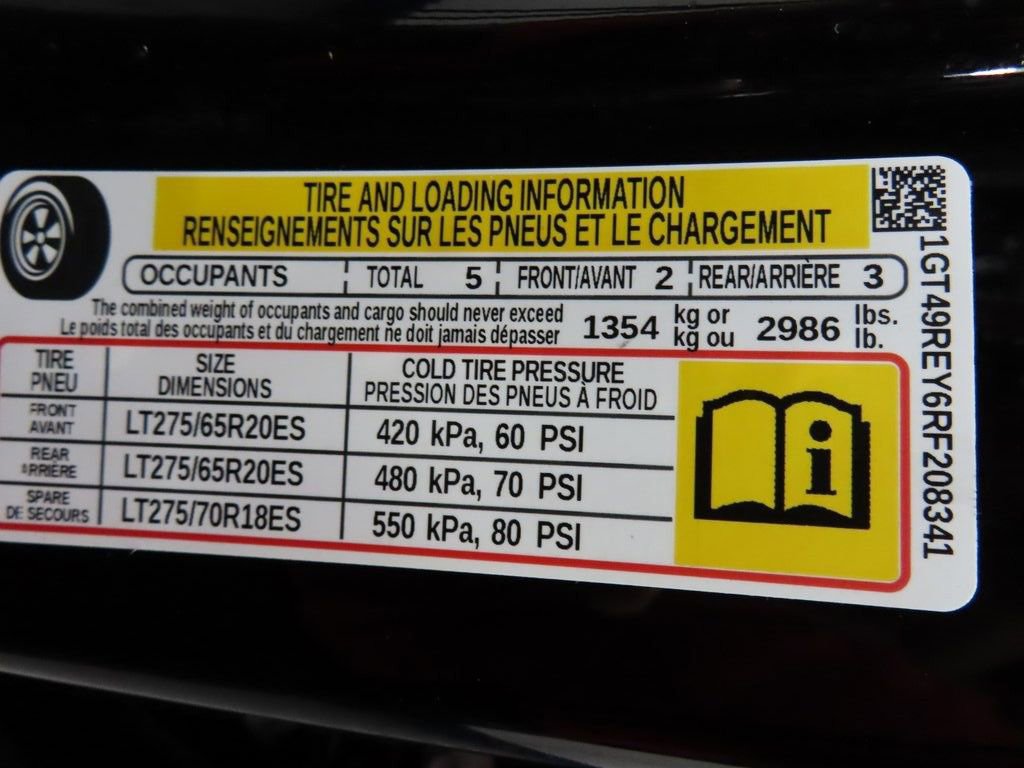 TIRE AND LOADING INFORMATION
RENSEIGNEMENTS SUR LES PNEUS ET LE CHARGEMENT
OCCUPANTS TOTAL 5 FRONT/AVANT 2 REAR/ARRIÈRE 3
The combined weight of occupants and cargo should never exceed
Le poids total des occupants et du chargement ne doit jamais dépasser
1354 kg or 2986 lbs.
kg ou lb.
TIRE SIZE COLD TIRE PRESSURE
PNEU DIMENSIONS PRESSION DES PNEUS À FROID
FRONT
AVANT LT275/65R20ES 420 kPa, 60 PSI
REAR
ARRIÈRE LT275/65R20ES 480 kPa, 70 PSI
SPARE
DE SECOURS LT275/70R18ES 550 kPa, 80 PSI
i
1GT49REY6RF208341